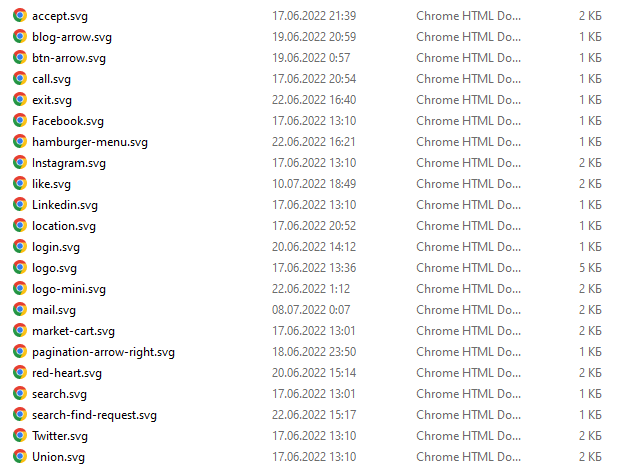 accept.svg 17.06.2022 21:39 Chrome HTML Do... 2 КБ
blog-arrow.svg 19.06.2022 20:59 Chrome HTML Do... 1 КБ
btn-arrow.svg 19.06.2022 0:57 Chrome HTML Do... 1 КБ
call.svg 17.06.2022 20:54 Chrome HTML Do... 1 КБ
exit.svg 22.06.2022 16:40 Chrome HTML Do... 1 КБ
Facebook.svg 17.06.2022 13:10 Chrome HTML Do... 1 КБ
hamburger-menu.svg 22.06.2022 16:21 Chrome HTML Do... 1 КБ
Instagram.svg 17.06.2022 13:10 Chrome HTML Do... 2 КБ
like.svg 10.07.2022 18:49 Chrome HTML Do... 2 КБ
Linkedin.svg 17.06.2022 13:10 Chrome HTML Do... 1 КБ
location.svg 17.06.2022 20:52 Chrome HTML Do... 1 КБ
login.svg 20.06.2022 14:12 Chrome HTML Do... 1 КБ
logo.svg 17.06.2022 13:36 Chrome HTML Do... 5 КБ
logo-mini.svg 22.06.2022 1:12 Chrome HTML Do... 2 КБ
mail.svg 08.07.2022 0:07 Chrome HTML Do... 2 КБ
market-cart.svg 17.06.2022 13:01 Chrome HTML Do... 2 КБ
pagination-arrow-right.svg 18.06.2022 23:50 Chrome HTML Do... 1 КБ
red-heart.svg 20.06.2022 15:14 Chrome HTML Do... 2 КБ
search.svg 17.06.2022 13:01 Chrome HTML Do... 1 КБ
search-find-request.svg 22.06.2022 15:17 Chrome HTML Do... 1 КБ
Twitter.svg 17.06.2022 13:10 Chrome HTML Do... 2 КБ
Union.svg 17.06.2022 13:10 Chrome HTML Do... 2 КБ